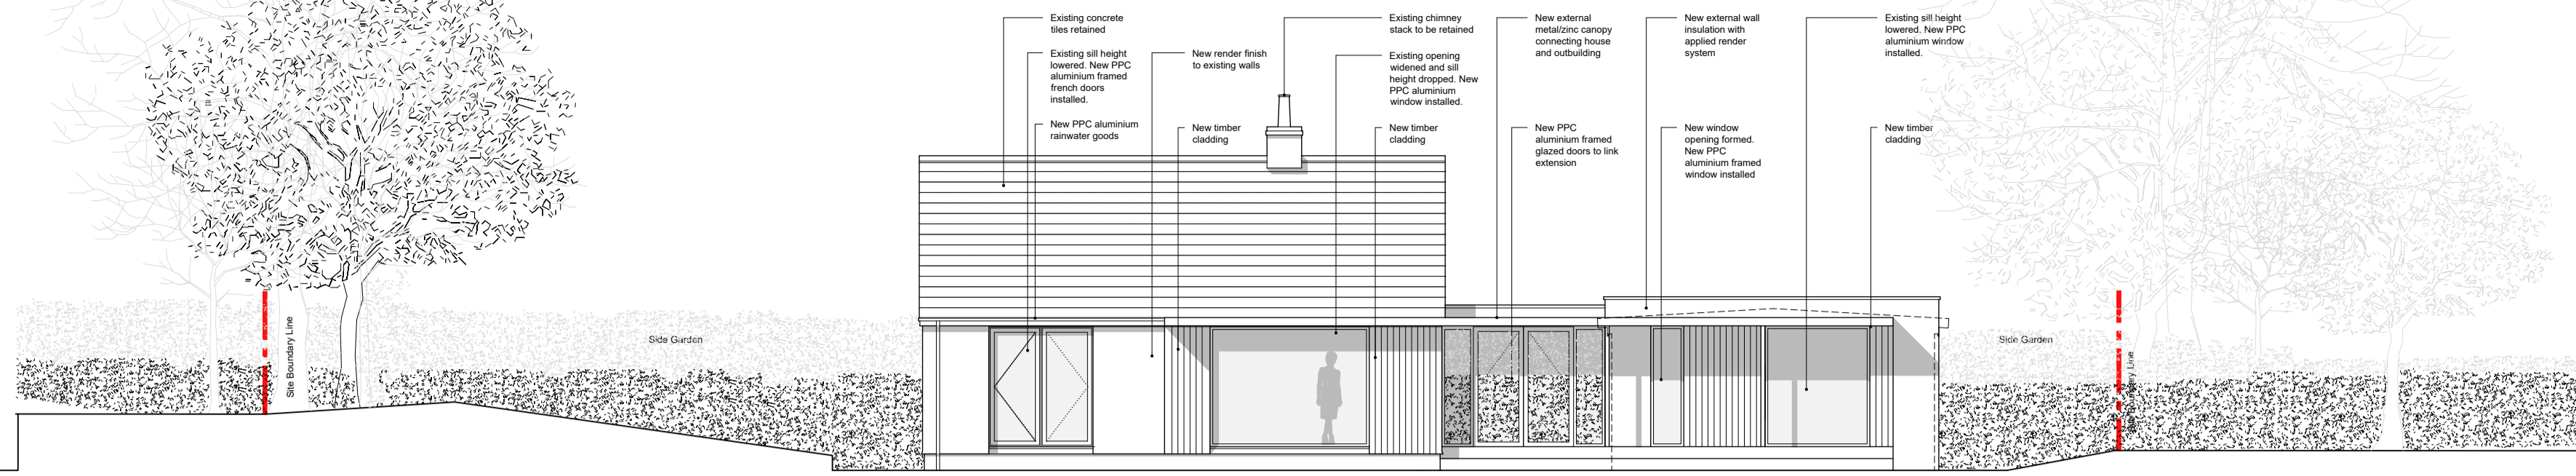 Existing concrete
tiles retained
Existing sill height
lowered. New PPC
aluminium framed
french doors
installed.
New PPC aluminium
rainwater goods
New render finish
to existing walls
New timber
cladding
Existing chimney
stack to be retained
Existing opening
widened and sill
height dropped. New
PPC aluminium
window installed.
New timber
cladding
New external
metal/zinc canopy
connecting house
and outbuilding
New PPC
aluminium framed
glazed doors to link
extension
New external wall
insulation with
applied render
system
New window
opening formed.
New PPC
aluminium framed
window installed
Existing sill height
lowered. New PPC
aluminium window
installed.
New timber
cladding
Site Boundary Line
Side Garden
Side Garden
Site Boundary Line